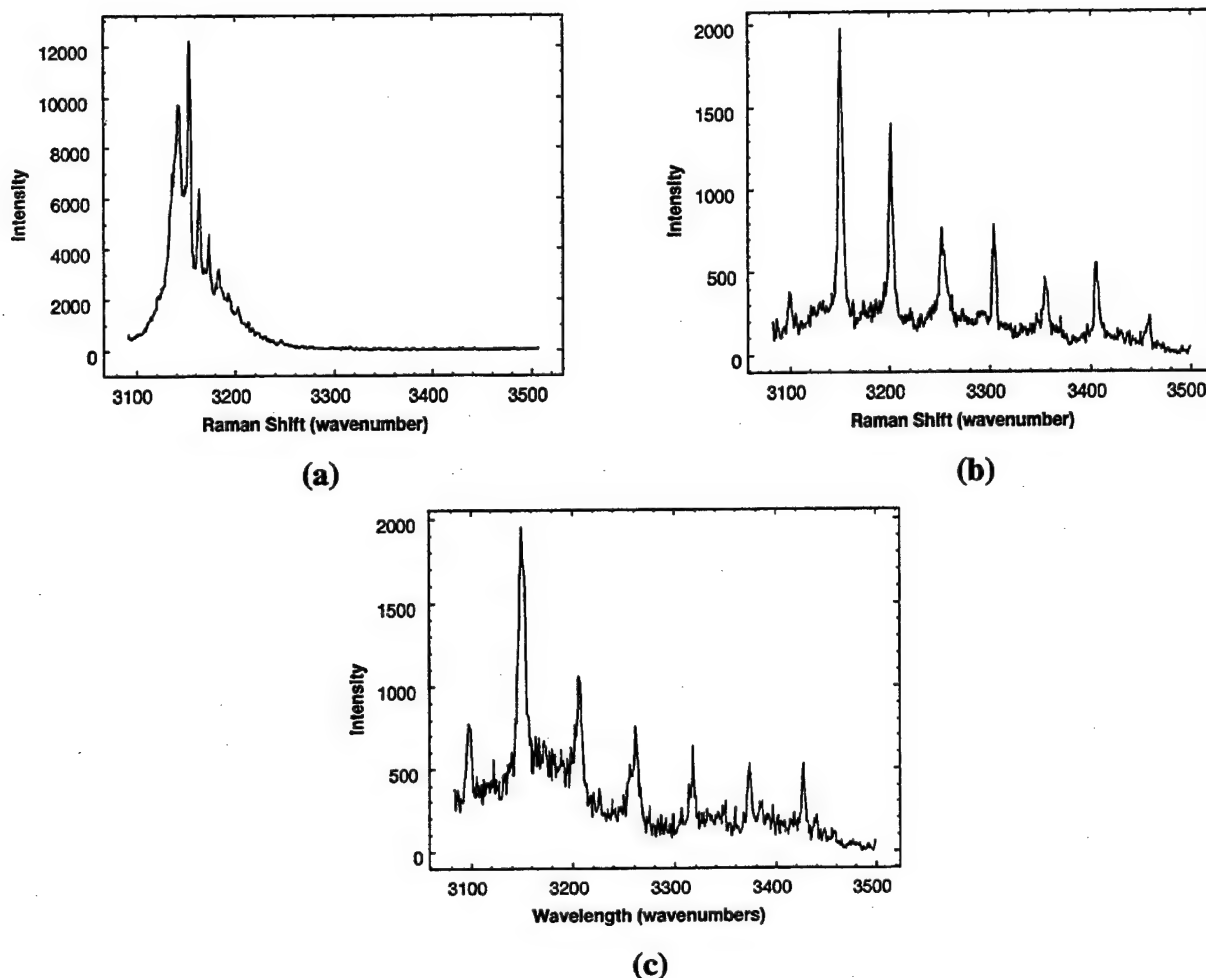 12000
10000
8000
6000
4000
2000
0
Intensity
3100 3200 3300 3400 3500
Raman Shift (wavenumber)
(a)
2000
1500
1000
500
0
Intensity
3100 3200 3300 3400 3500
Raman Shift (wavenumber)
(b)
2000
1500
1000
500
0
Intensity
3100 3200 3300 3400 3500
Wavelength (wavenumbers)
(c)